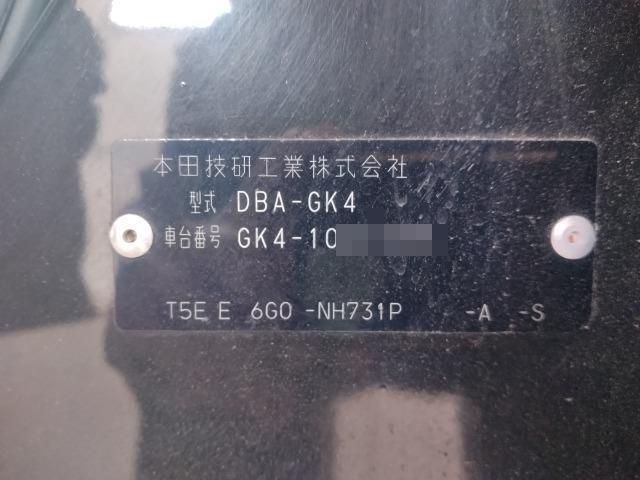 本田技研工業株式会社
型式 DBA-GK4
車台番号 GK4-10
T5E E 6G0 -NH731P -A -S